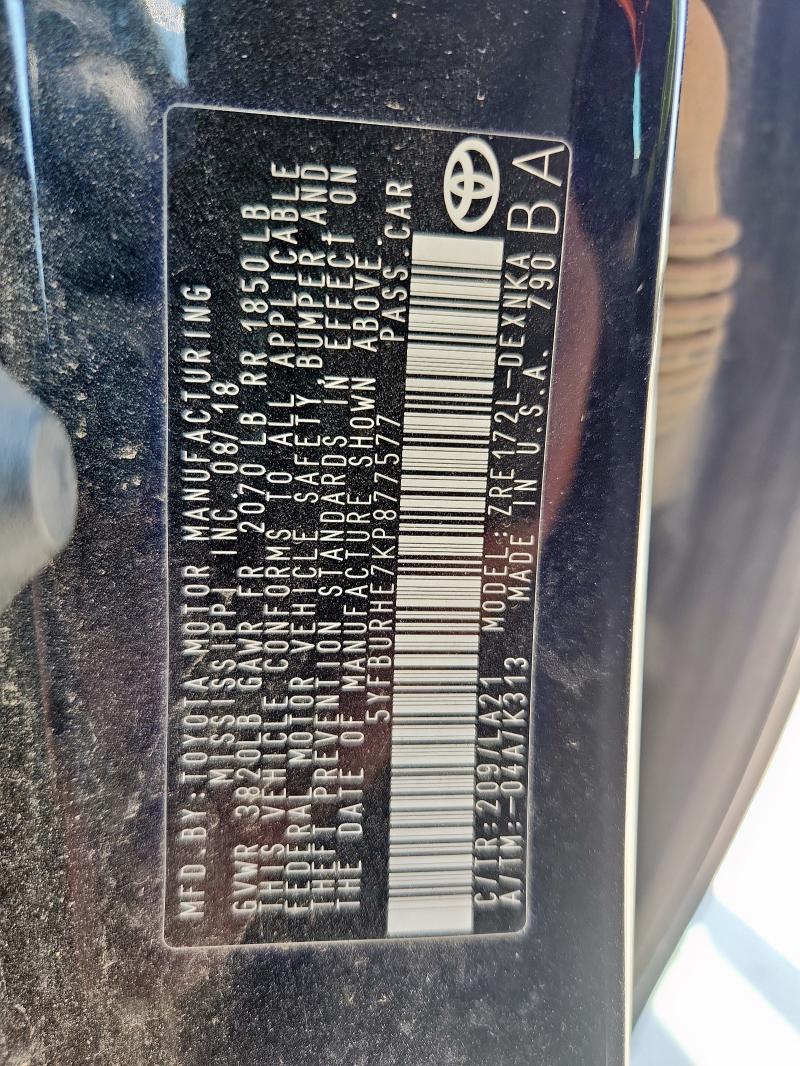 MFD.BY:TOYOTA MOTOR MANUFACTURING
MISSISSIPPI INC. 08/18
GVWR 3820LB GAWR FR 2070 LB RR 1850LB
THIS VEHICLE CONFORMS TO ALL APPLICABLE
FEDERAL MOTOR VEHICLE SAFETY, BUMPER,AND
THEFT PREVENTION STANDARDS IN EFFECT ON
THE DATE OF MANUFACTURE SHOWN ABOVE.
5YFBURHE7KP877577 PASS.CAR
C/TR:209/LA21 MODEL:ZRE172L-DEXNKA
A/TM:-04A/K313 MADE IN U.S.A. 790 BA